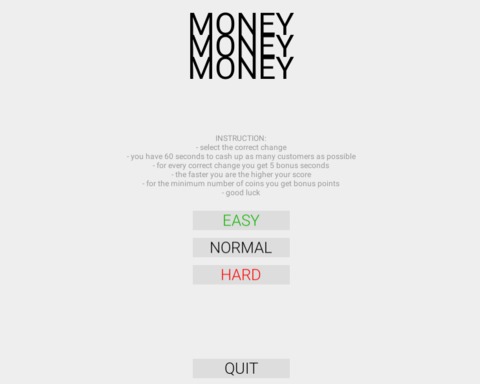 MONEY
MONEY
MONEY
INSTRUCTION:
- select the correct change
- you have 60 seconds to cash up as many customers as possible
- for every correct change you get 5 bonus seconds
- the faster you are the higher your score
- for the minimum number of coins you get bonus points
- good luck
EASY
NORMAL
HARD
QUIT